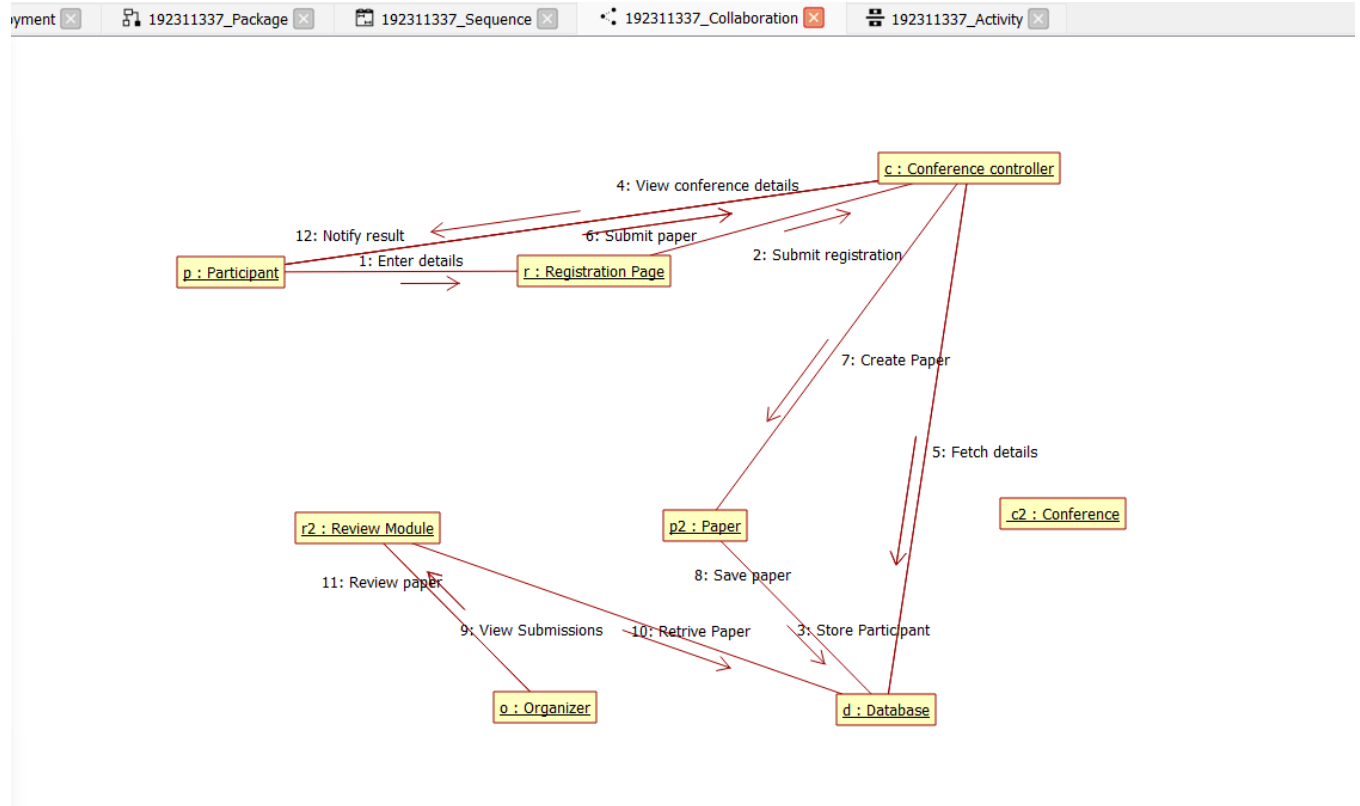 yment
192311337_Package
192311337_Sequence
192311337_Collaboration
192311337_Activity
c : Conference controller
4: View conference details
12: Notify result
6: Submit paper
1: Enter details
2: Submit registration
p : Participant
r : Registration Page
7: Create Paper
5: Fetch details
r2 : Review Module
p2 : Paper
c2 : Conference
11: Review paper
8: Save paper
9: View Submissions
10: Retrive Paper
3: Store Participant
o : Organizer
d : Database